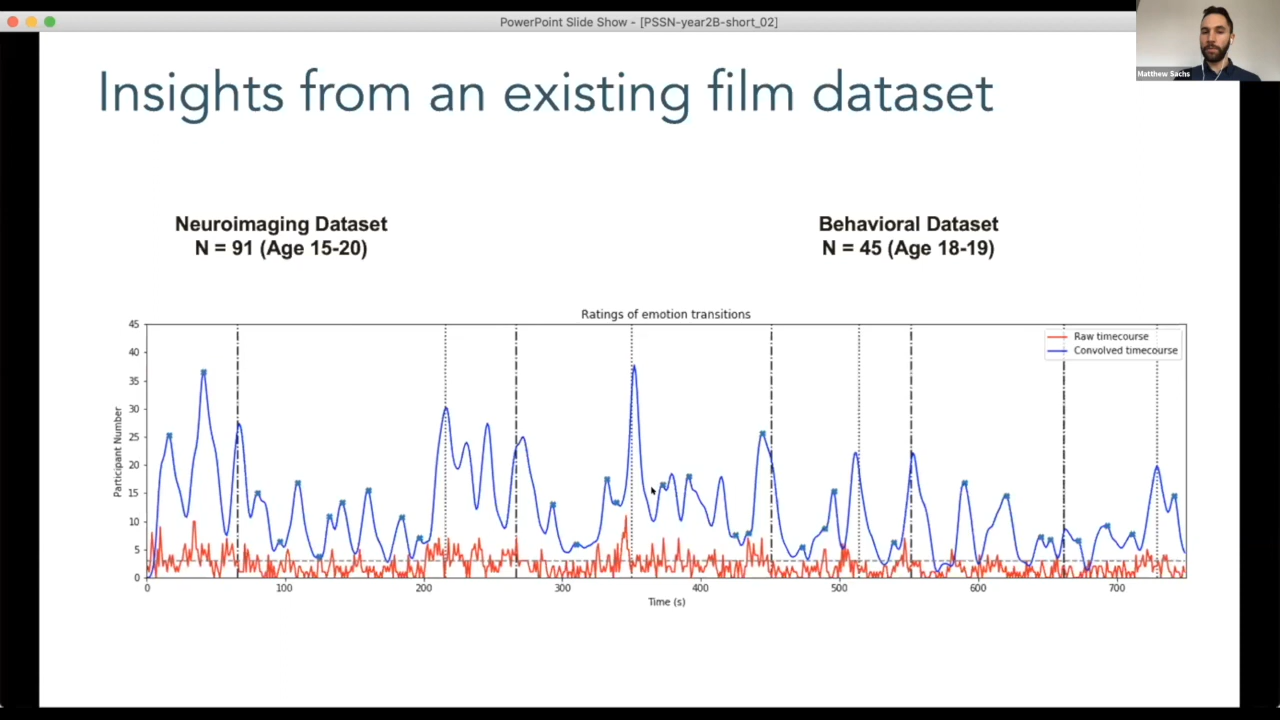 PowerPoint Slide Show - [PSSN-year2B-short_02]
Matthew Sachs
Insights from an existing film dataset
Neuroimaging Dataset
N = 91 (Age 15-20)
Behavioral Dataset
N = 45 (Age 18-19)
Ratings of emotion transitions
Raw timecourse
Convolved timecourse
Participant Number
45
40
35
30
25
20
15
10
5
0
0 100 200 300 400 500 600 700
Time (s)